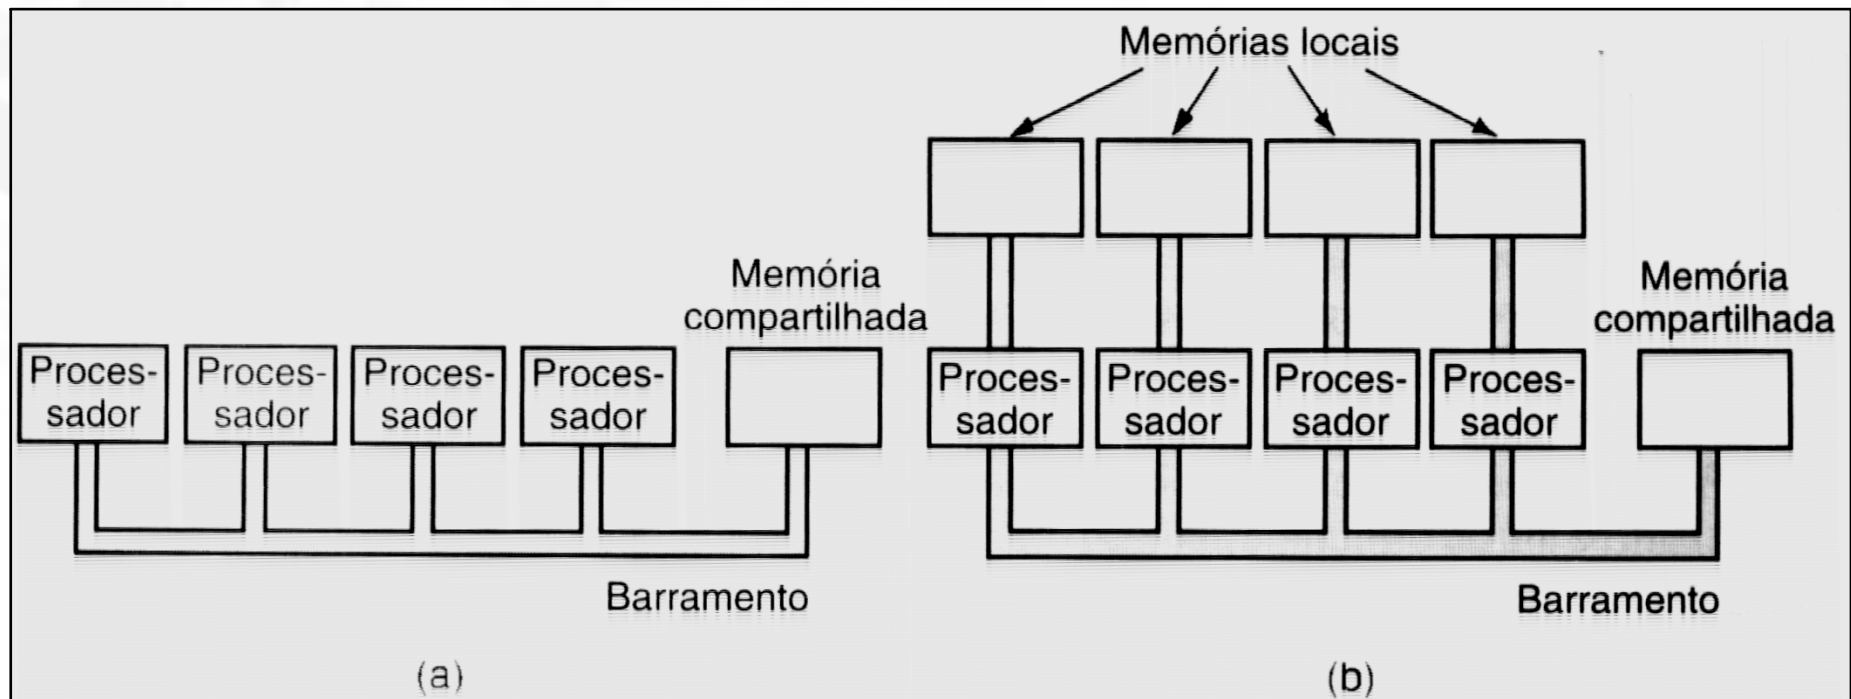 Memória
compartilhada
Proces-
sador
Proces-
sador
Proces-
sador
Proces-
sador
Barramento
(a)
Memórias locais
Memória
compartilhada
Proces-
sador
Proces-
sador
Proces-
sador
Proces-
sador
Barramento
(b)